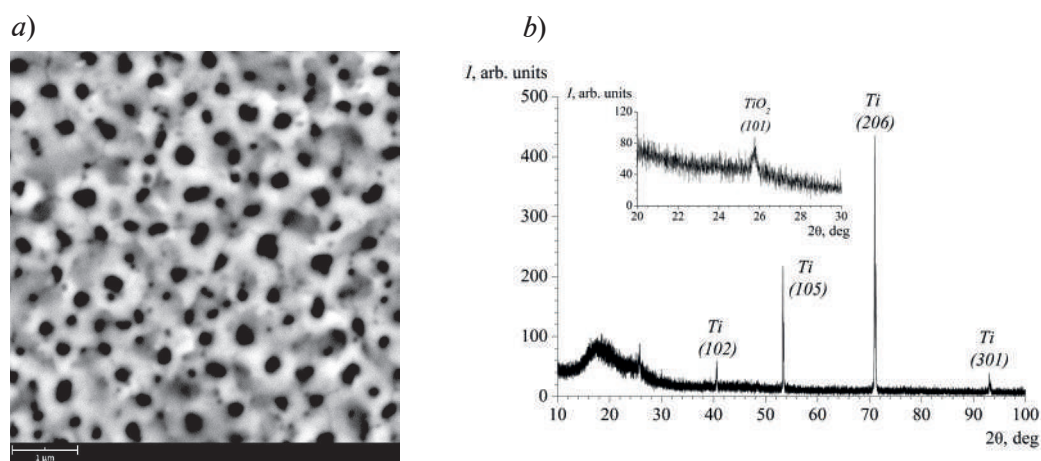 a)
b)
1 μm
I, arb. units
500
400
300
200
100
0
10 20 30 40 50 60 70 80 90 100
2θ, deg
I, arb. units
120
80
40
0
20 22 24 26 28 30
2θ, deg
TiO₂
(101)
Ti
(102)
Ti
(105)
Ti
(206)
Ti
(301)